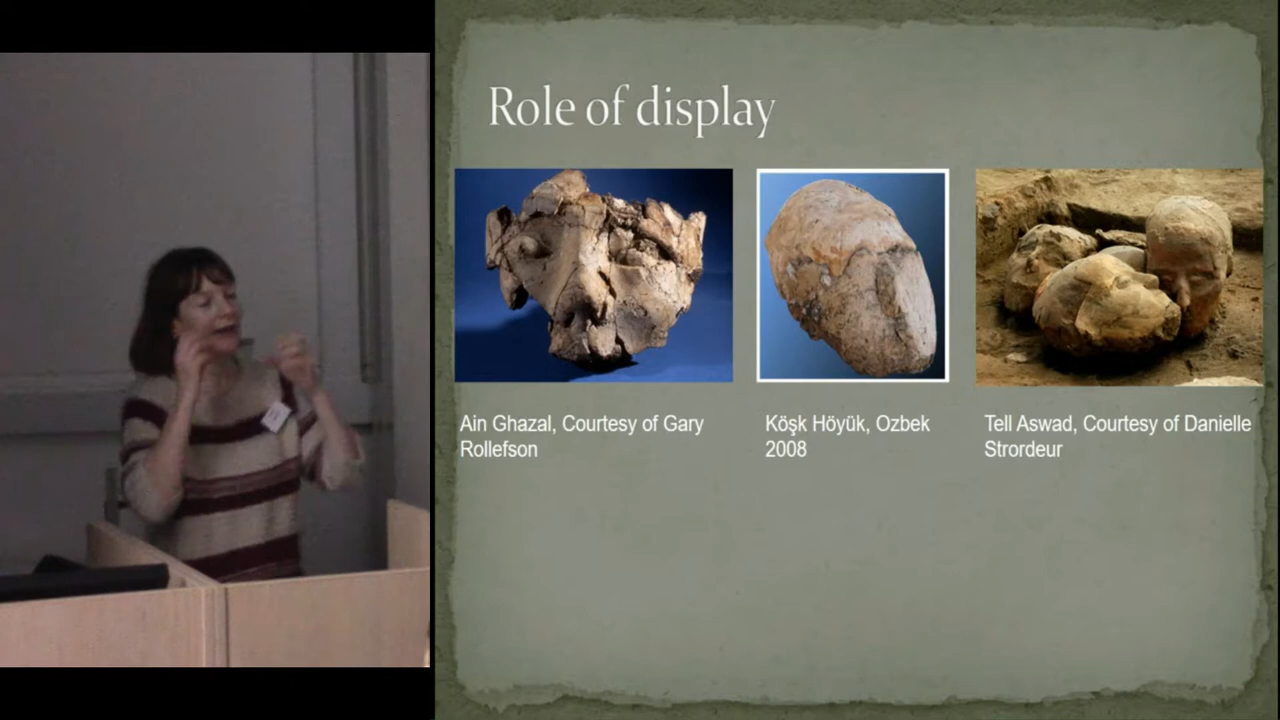 Role of display
Ain Ghazal, Courtesy of Gary
Rollefson
Köşk Höyük, Ozbek
2008
Tell Aswad, Courtesy of Danielle
Strordeur